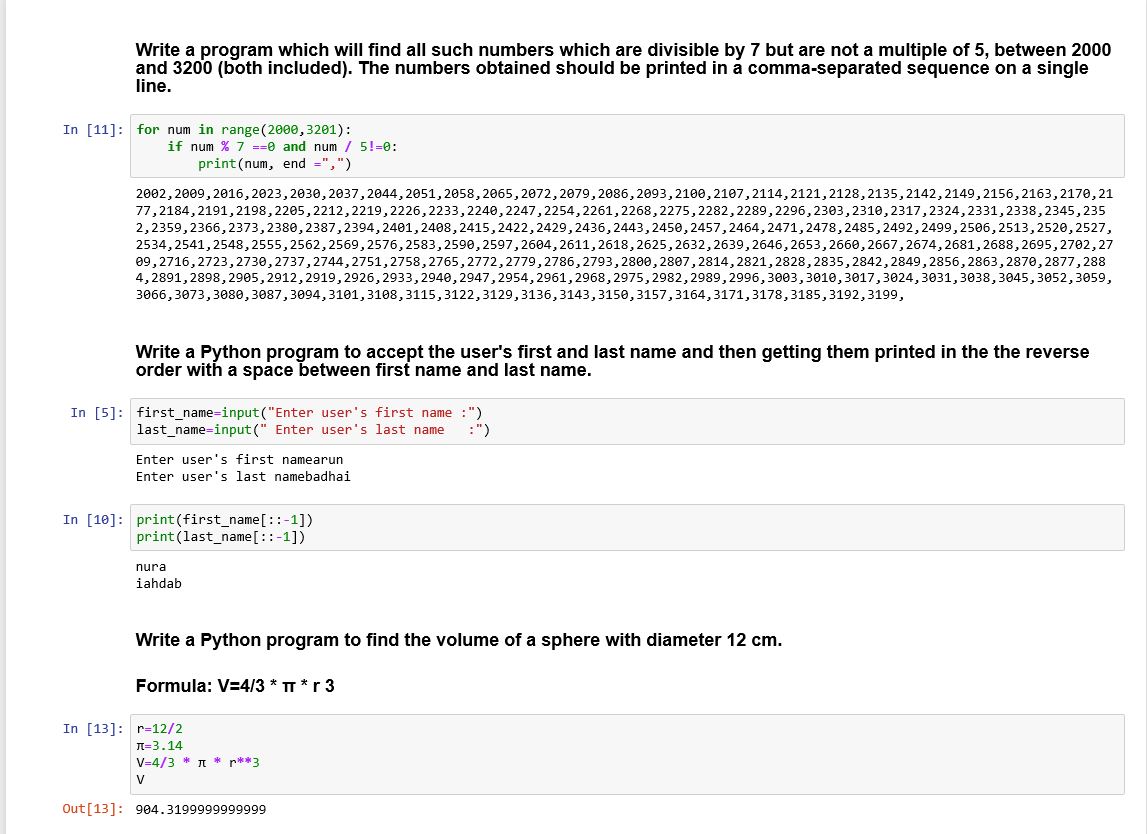 Write a program which will find all such numbers which are divisible by 7 but are not a multiple of 5, between 2000
and 3200 (both included). The numbers obtained should be printed in a comma-separated sequence on a single
line.
In [11]: for num in range(2000,3201):
    if num % 7 ==0 and num / 5!=0:
        print(num, end =",")
2002,2009,2016,2023,2030,2037,2044,2051,2058,2065,2072,2079,2086,2093,2100,2107,2114,2121,2128,2135,2142,2149,2156,2163,2170,21
77,2184,2191,2198,2205,2212,2219,2226,2233,2240,2247,2254,2261,2268,2275,2282,2289,2296,2303,2310,2317,2324,2331,2338,2345,235
2,2359,2366,2373,2380,2387,2394,2401,2408,2415,2422,2429,2436,2443,2450,2457,2464,2471,2478,2485,2492,2499,2506,2513,2520,2527,
2534,2541,2548,2555,2562,2569,2576,2583,2590,2597,2604,2611,2618,2625,2632,2639,2646,2653,2660,2667,2674,2681,2688,2695,2702,27
09,2716,2723,2730,2737,2744,2751,2758,2765,2772,2779,2786,2793,2800,2807,2814,2821,2828,2835,2842,2849,2856,2863,2870,2877,288
4,2891,2898,2905,2912,2919,2926,2933,2940,2947,2954,2961,2968,2975,2982,2989,2996,3003,3010,3017,3024,3031,3038,3045,3052,3059,
3066,3073,3080,3087,3094,3101,3108,3115,3122,3129,3136,3143,3150,3157,3164,3171,3178,3185,3192,3199,
Write a Python program to accept the user's first and last name and then getting them printed in the the reverse
order with a space between first name and last name.
In [5]: first_name=input("Enter user's first name :")
last_name=input(" Enter user's last name   :")
Enter user's first namearun
Enter user's last namebadhai
In [10]: print(first_name[::-1])
print(last_name[::-1])
nura
iahdab
Write a Python program to find the volume of a sphere with diameter 12 cm.
Formula: V=4/3 * π * r 3
In [13]: r=12/2
π=3.14
V=4/3 * π * r**3
V
Out[13]: 904.3199999999999